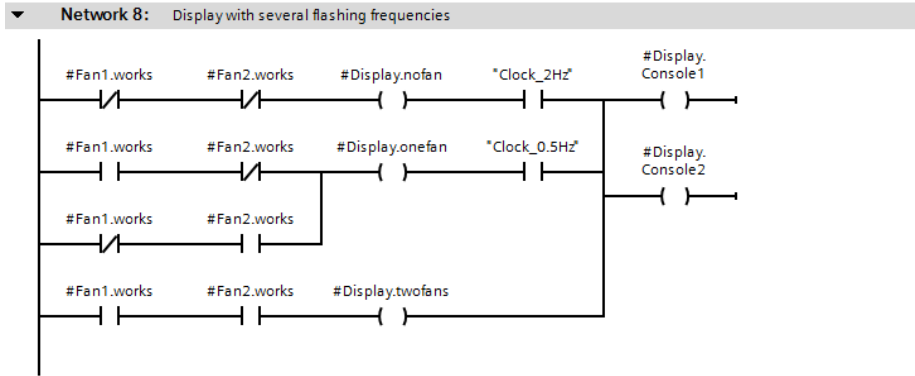 Network 8: Display with several flashing frequencies
#Display.
#Fan1.works #Fan2.works #Display.nofan "Clock_2Hz" Console1
#Fan1.works #Fan2.works #Display.onefan "Clock_0.5Hz" #Display.
Console2
#Fan1.works #Fan2.works
#Fan1.works #Fan2.works #Display.twofans